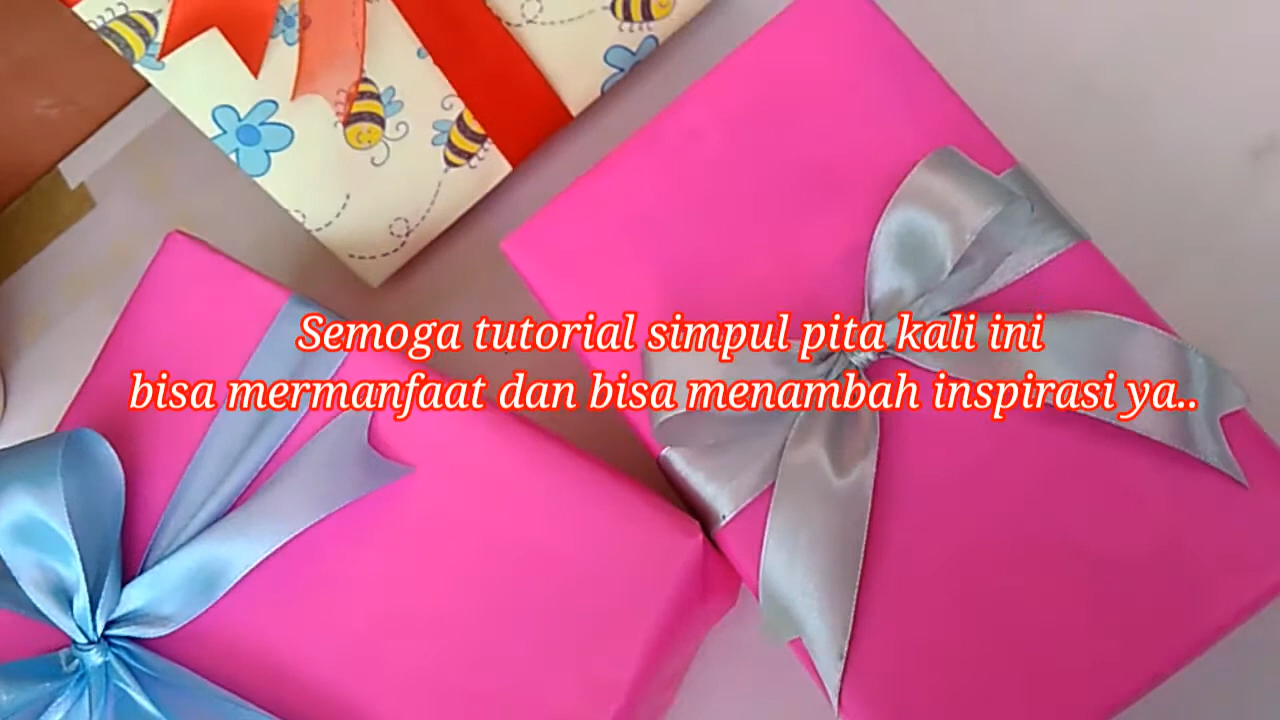 Semoga tutorial simpul pita kali ini
bisa mermanfaat dan bisa menambah inspirasi ya..